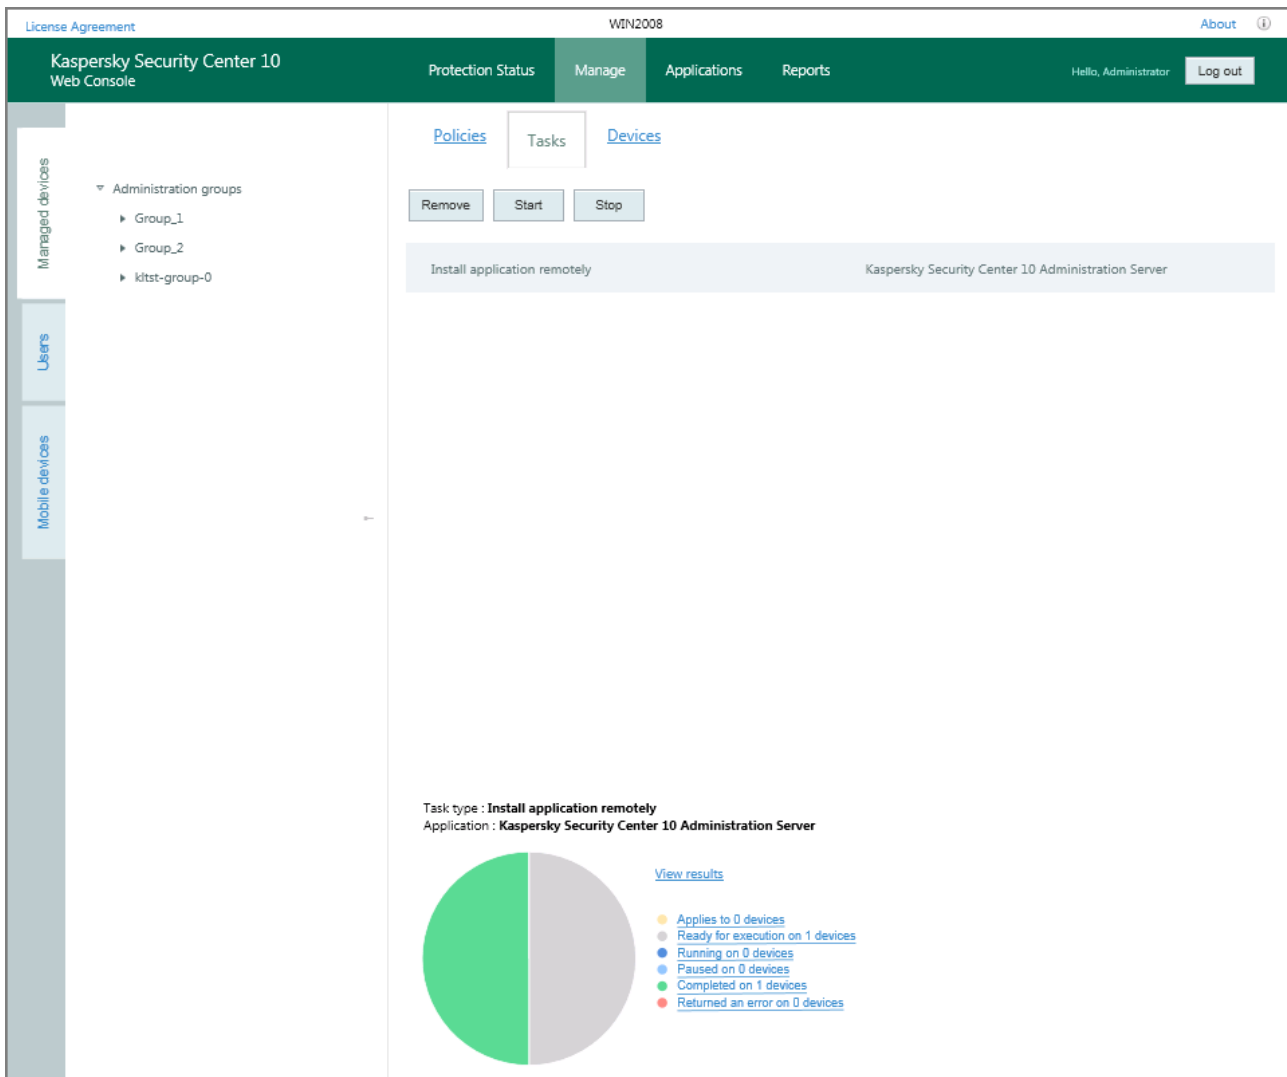 License Agreement
WIN2008
About
Kaspersky Security Center 10
Web Console
Protection Status
Manage
Applications
Reports
Hello, Administrator
Log out
Managed devices
Users
Mobile devices
Administration groups
Group_1
Group_2
kltst-group-0
Policies
Tasks
Devices
Remove
Start
Stop
Install application remotely
Kaspersky Security Center 10 Administration Server
Task type : Install application remotely
Application : Kaspersky Security Center 10 Administration Server
View results
Applies to 0 devices
Ready for execution on 1 devices
Running on 0 devices
Paused on 0 devices
Completed on 1 devices
Returned an error on 0 devices